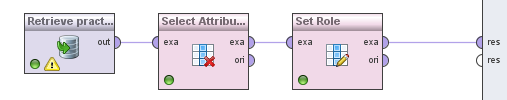 Retrieve pract...
out
Select Attribu...
exa
exa
ori
Set Role
exa
exa
ori
res
res